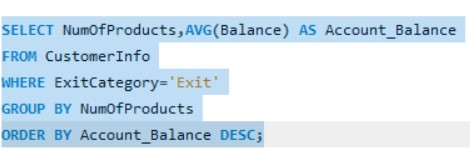 SELECT NumOfProducts,AVG(Balance) AS Account_Balance
FROM CustomerInfo
WHERE ExitCategory='Exit'
GROUP BY NumOfProducts
ORDER BY Account_Balance DESC;